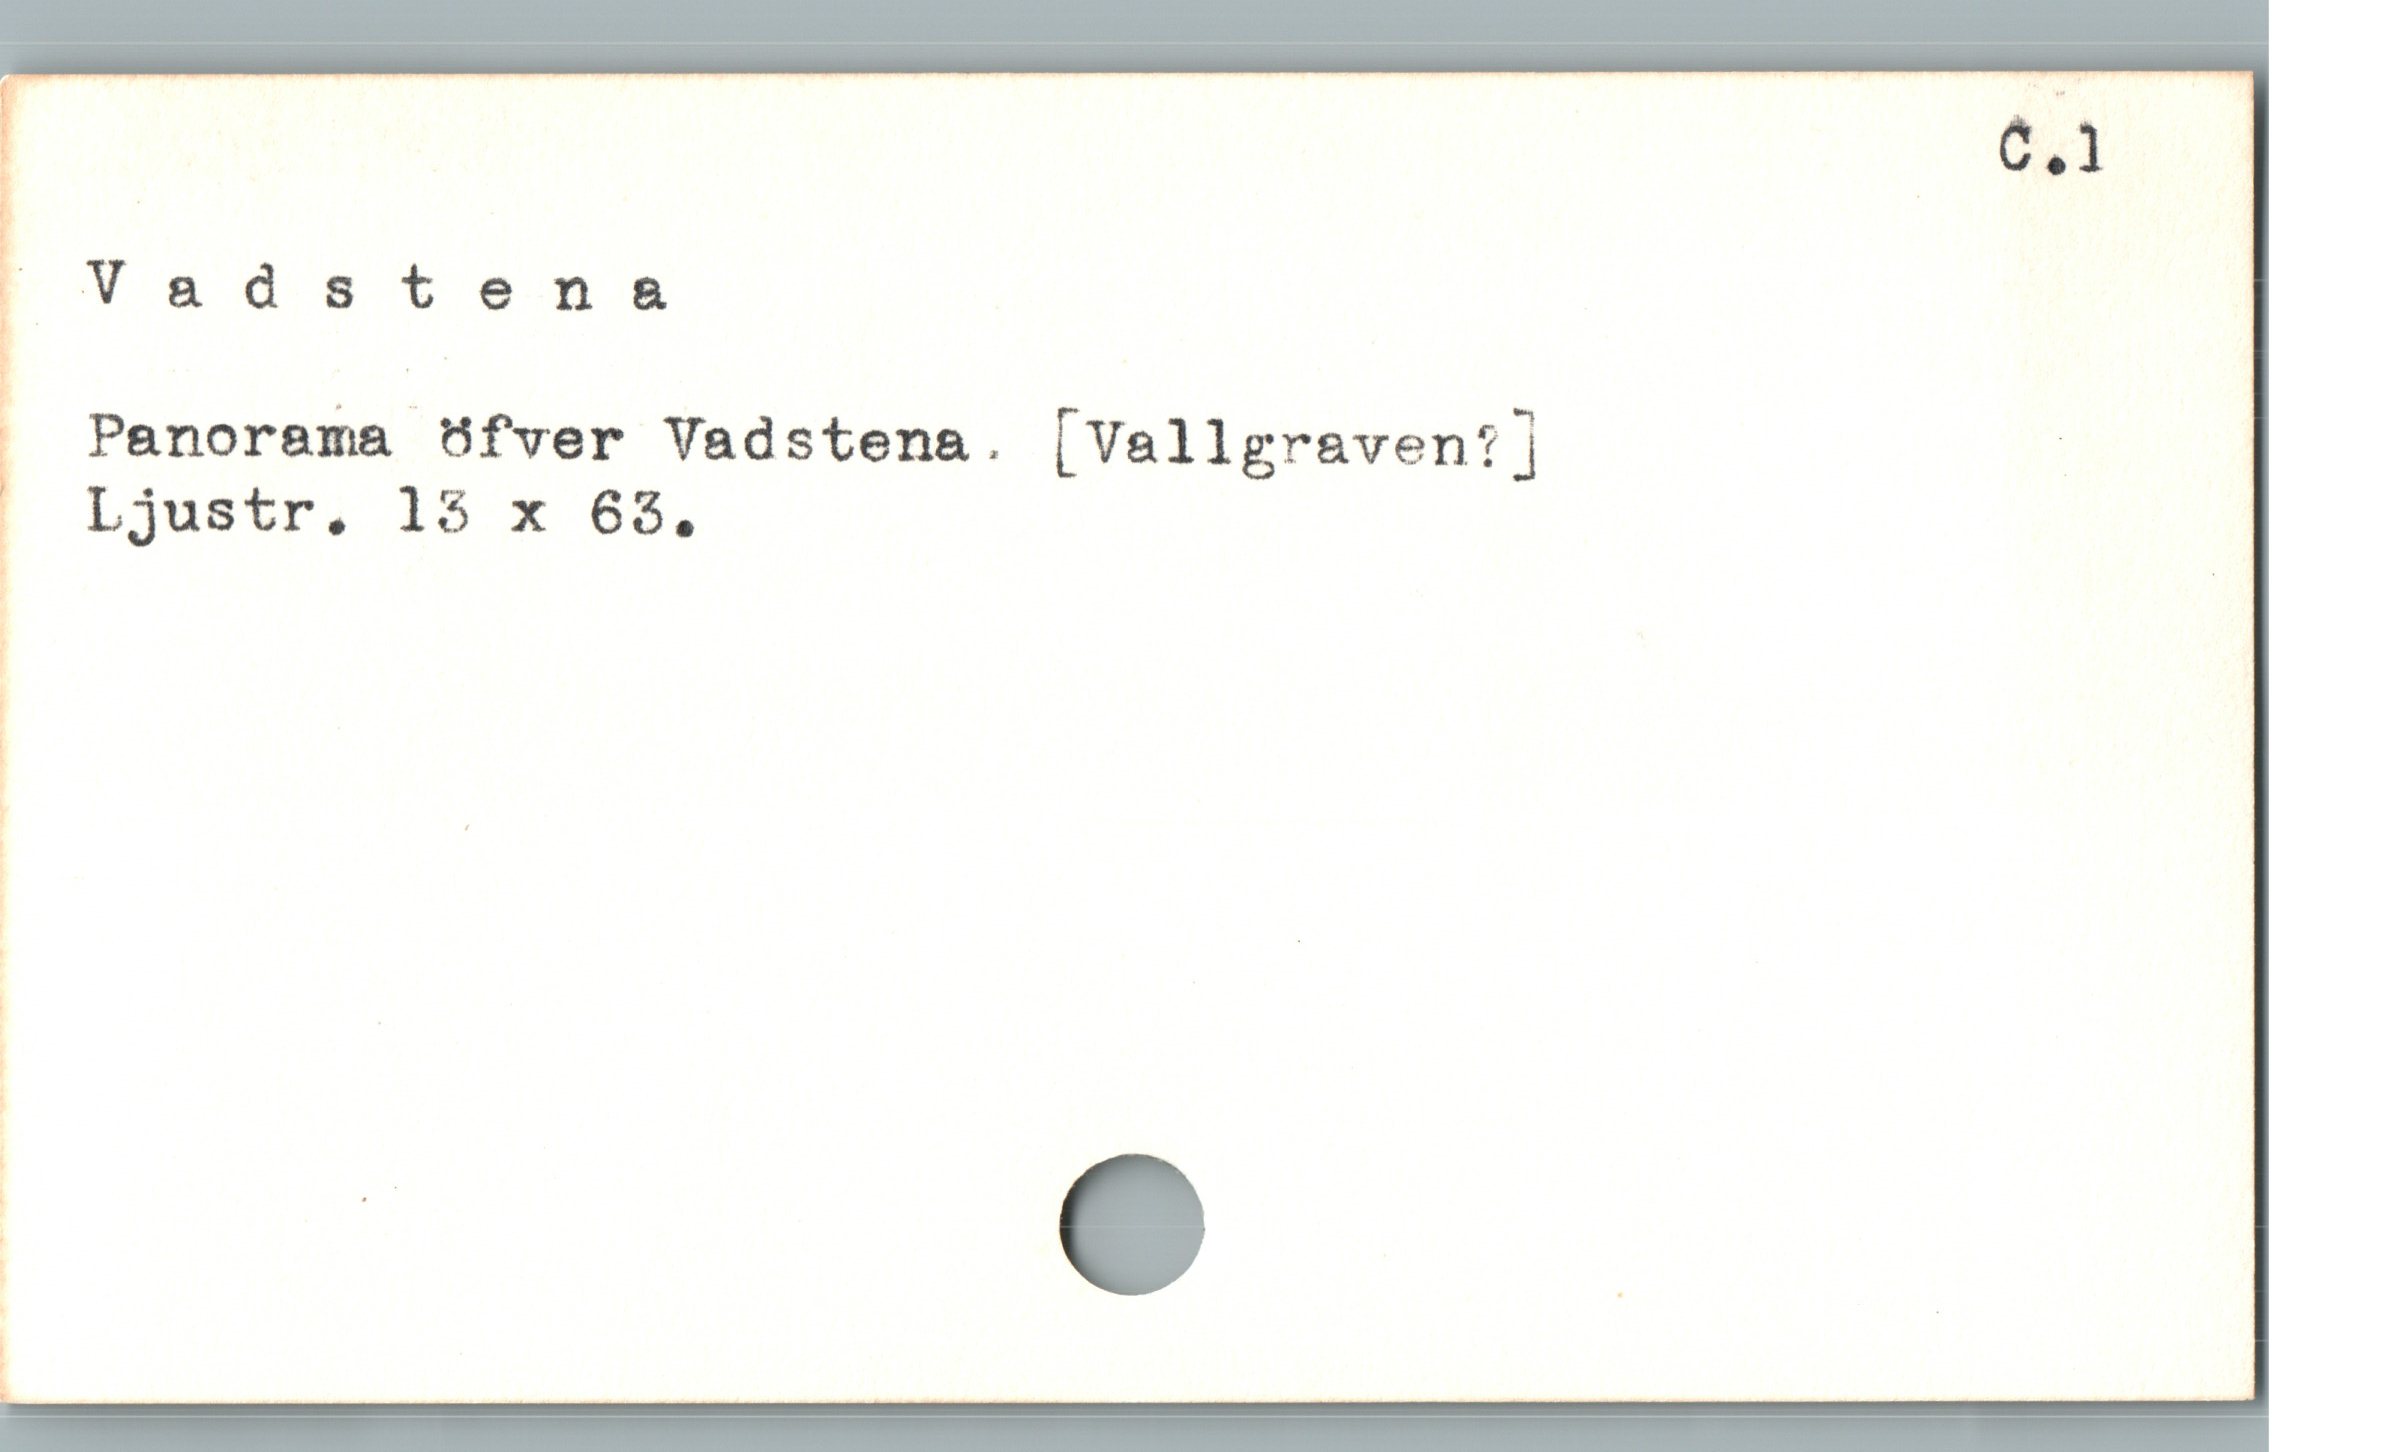 C.1
V a d s t e n a
Panorama öfver Vadstena. [Vallgraven?]
Ljustr. 13 x 63.